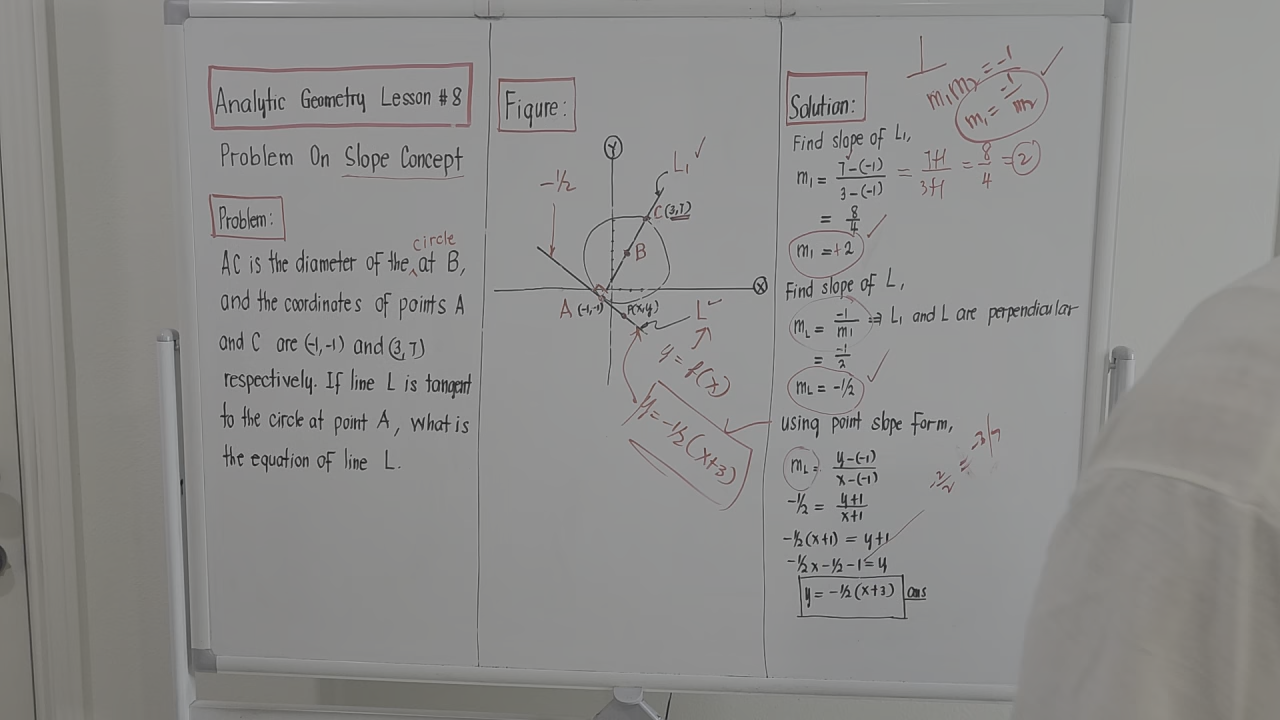 Analytic Geometry Lesson #8
Problem On Slope Concept
Problem:
circle
AC is the diameter of the ^ at B,
and the coordinates of points A
and C are (-1,-1) and (3,7)
respectively. If line L is tangent
to the circle at point A, what is
the equation of line L.
Figure:
Y
L₁ ✓
-½
C(3,7)
B
X
A (-1,-1)
P(x,y)
L ✓
y = f(x)
y = -½(x+3)
Solution:
⊥
m₁m₂ = -1
m₁ = -1/m₂ ✓
Find slope of L₁,
m₁ = 7-(-1)/3-(-1) = 7+1/3+1 = 8/4 = 2
= 8/4
m₁ = +2 ✓
Find slope of L,
m_L = -1/m₁ ⇒ L₁ and L are perpendicular
= -1/2
m_L = -½ ✓
using point slope form,
m_L = y-(-1)/x-(-1)
-½ = y+1/x+1
-½(x+1) = y+1
-½x-½-1 = y
y = -½(x+3) ans